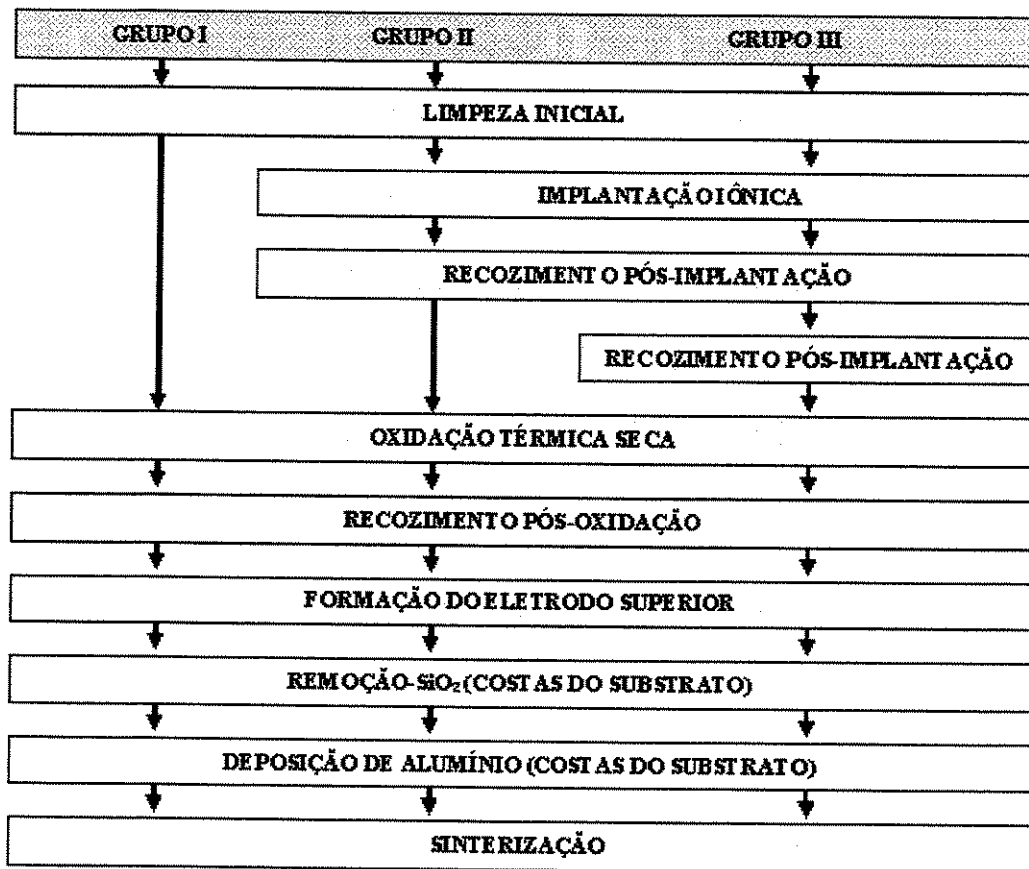 GRUPO I GRUPO II GRUPO III
LIMPEZA INICIAL
IMPLANTAÇÃO IÔNICA
RECOZIMENTO PÓS-IMPLANTAÇÃO
RECOZIMENTO PÓS-IMPLANTAÇÃO
OXIDAÇÃO TÉRMICA SECA
RECOZIMENTO PÓS-OXIDAÇÃO
FORMAÇÃO DO ELETRODO SUPERIOR
REMOÇÃO-SiO₂ (COSTAS DO SUBSTRATO)
DEPOSIÇÃO DE ALUMÍNIO (COSTAS DO SUBSTRATO)
SINTERIZAÇÃO